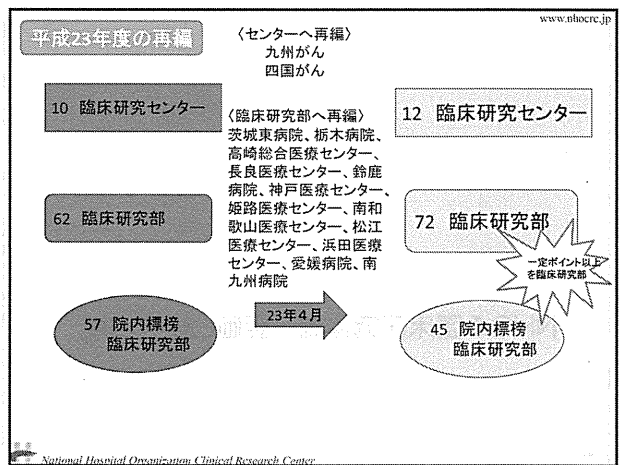 www.nhocrc.jp
平成23年度の再編
〈センターへ再編〉
九州がん
四国がん
10 臨床研究センター
12 臨床研究センター
〈臨床研究部へ再編〉
茨城東病院、栃木病院、
高崎総合医療センター、
長良医療センター、鈴鹿
病院、神戸医療センター、
姫路医療センター、南和
歌山医療センター、松江
医療センター、浜田医療
センター、愛媛病院、南
九州病院
62 臨床研究部
72 臨床研究部
一定ポイント以上
を臨床研究部
23年4月
57 院内標榜
臨床研究部
45 院内標榜
臨床研究部
National Hospital Organization Clinical Research Center